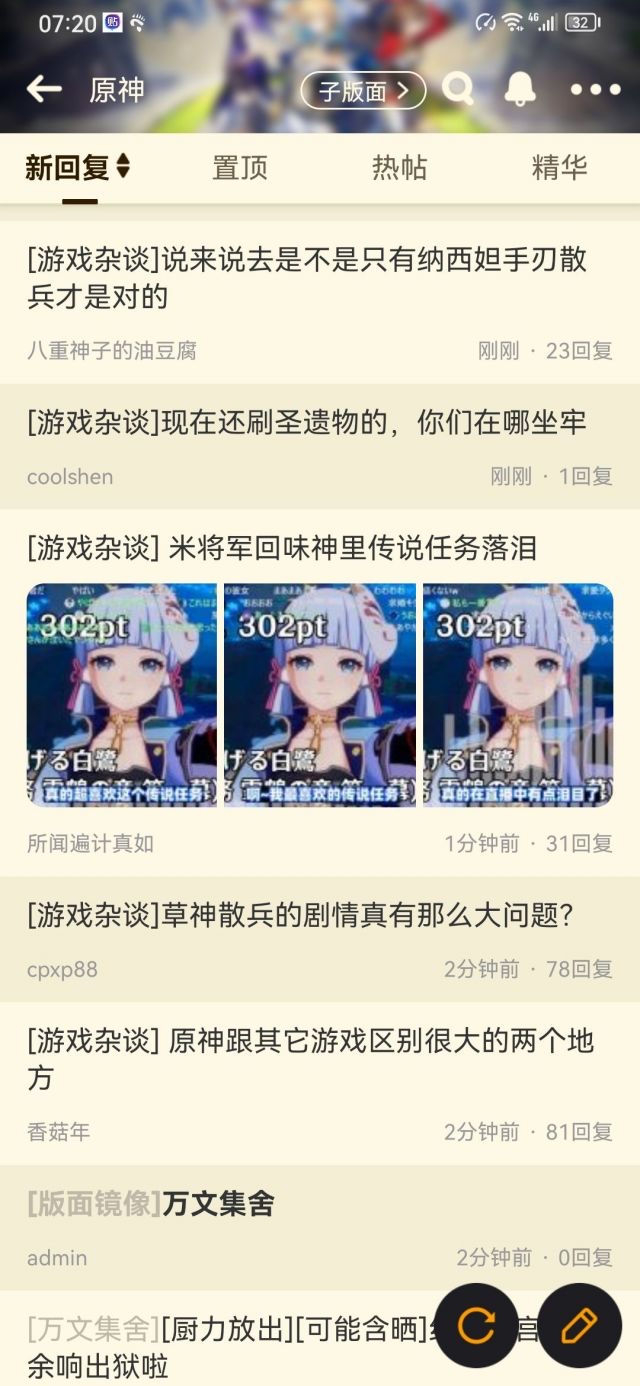 07:20
4G
32
原神
子版面
新回复
置顶
热帖
精华
[游戏杂谈]说来说去是不是只有纳西妲手刃散
兵才是对的
八重神子的油豆腐
刚刚 · 23回复
[游戏杂谈]现在还刷圣遗物的，你们在哪坐牢
coolshen
刚刚 · 1回复
[游戏杂谈] 米将军回味神里传说任务落泪
302pt
302pt
302pt
げる白鷺
げる白鷺
げる白鷺
真的超喜欢这个传说任务
啊~我最喜欢的传说任务
真的在直播中有点泪目了
所闻遍计真如
1分钟前 · 31回复
[游戏杂谈]草神散兵的剧情真有那么大问题？
cpxp88
2分钟前 · 78回复
[游戏杂谈] 原神跟其它游戏区别很大的两个地
方
香菇年
2分钟前 · 81回复
[版面镜像]万文集舍
admin
2分钟前 · 0回复
[万文集舍][厨力放出][可能含晒]
余响出狱啦